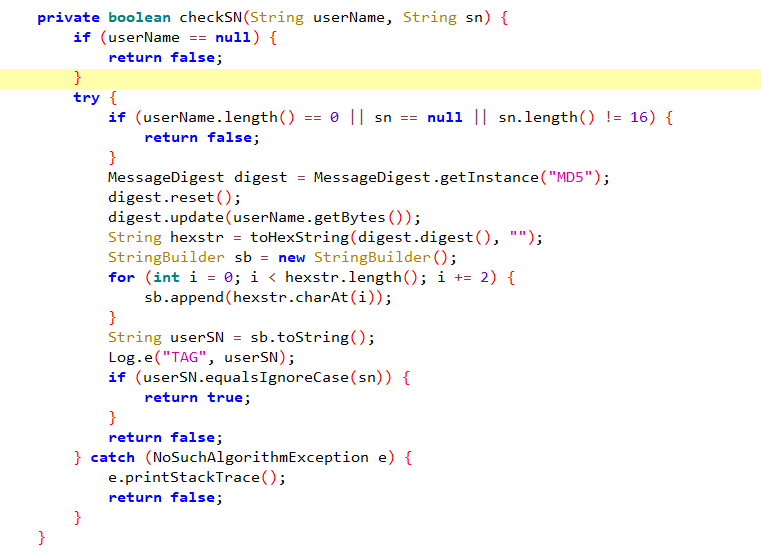 private boolean checkSN(String userName, String sn) {
if (userName == null) {
return false;
}
try {
if (userName.length() == 0 || sn == null || sn.length() != 16) {
return false;
}
MessageDigest digest = MessageDigest.getInstance("MD5");
digest.reset();
digest.update(userName.getBytes());
String hexstr = toHexString(digest.digest(), "");
StringBuilder sb = new StringBuilder();
for (int i = 0; i < hexstr.length(); i += 2) {
sb.append(hexstr.charAt(i));
}
String userSN = sb.toString();
Log.e("TAG", userSN);
if (userSN.equalsIgnoreCase(sn)) {
return true;
}
return false;
} catch (NoSuchAlgorithmException e) {
e.printStackTrace();
return false;
}
}